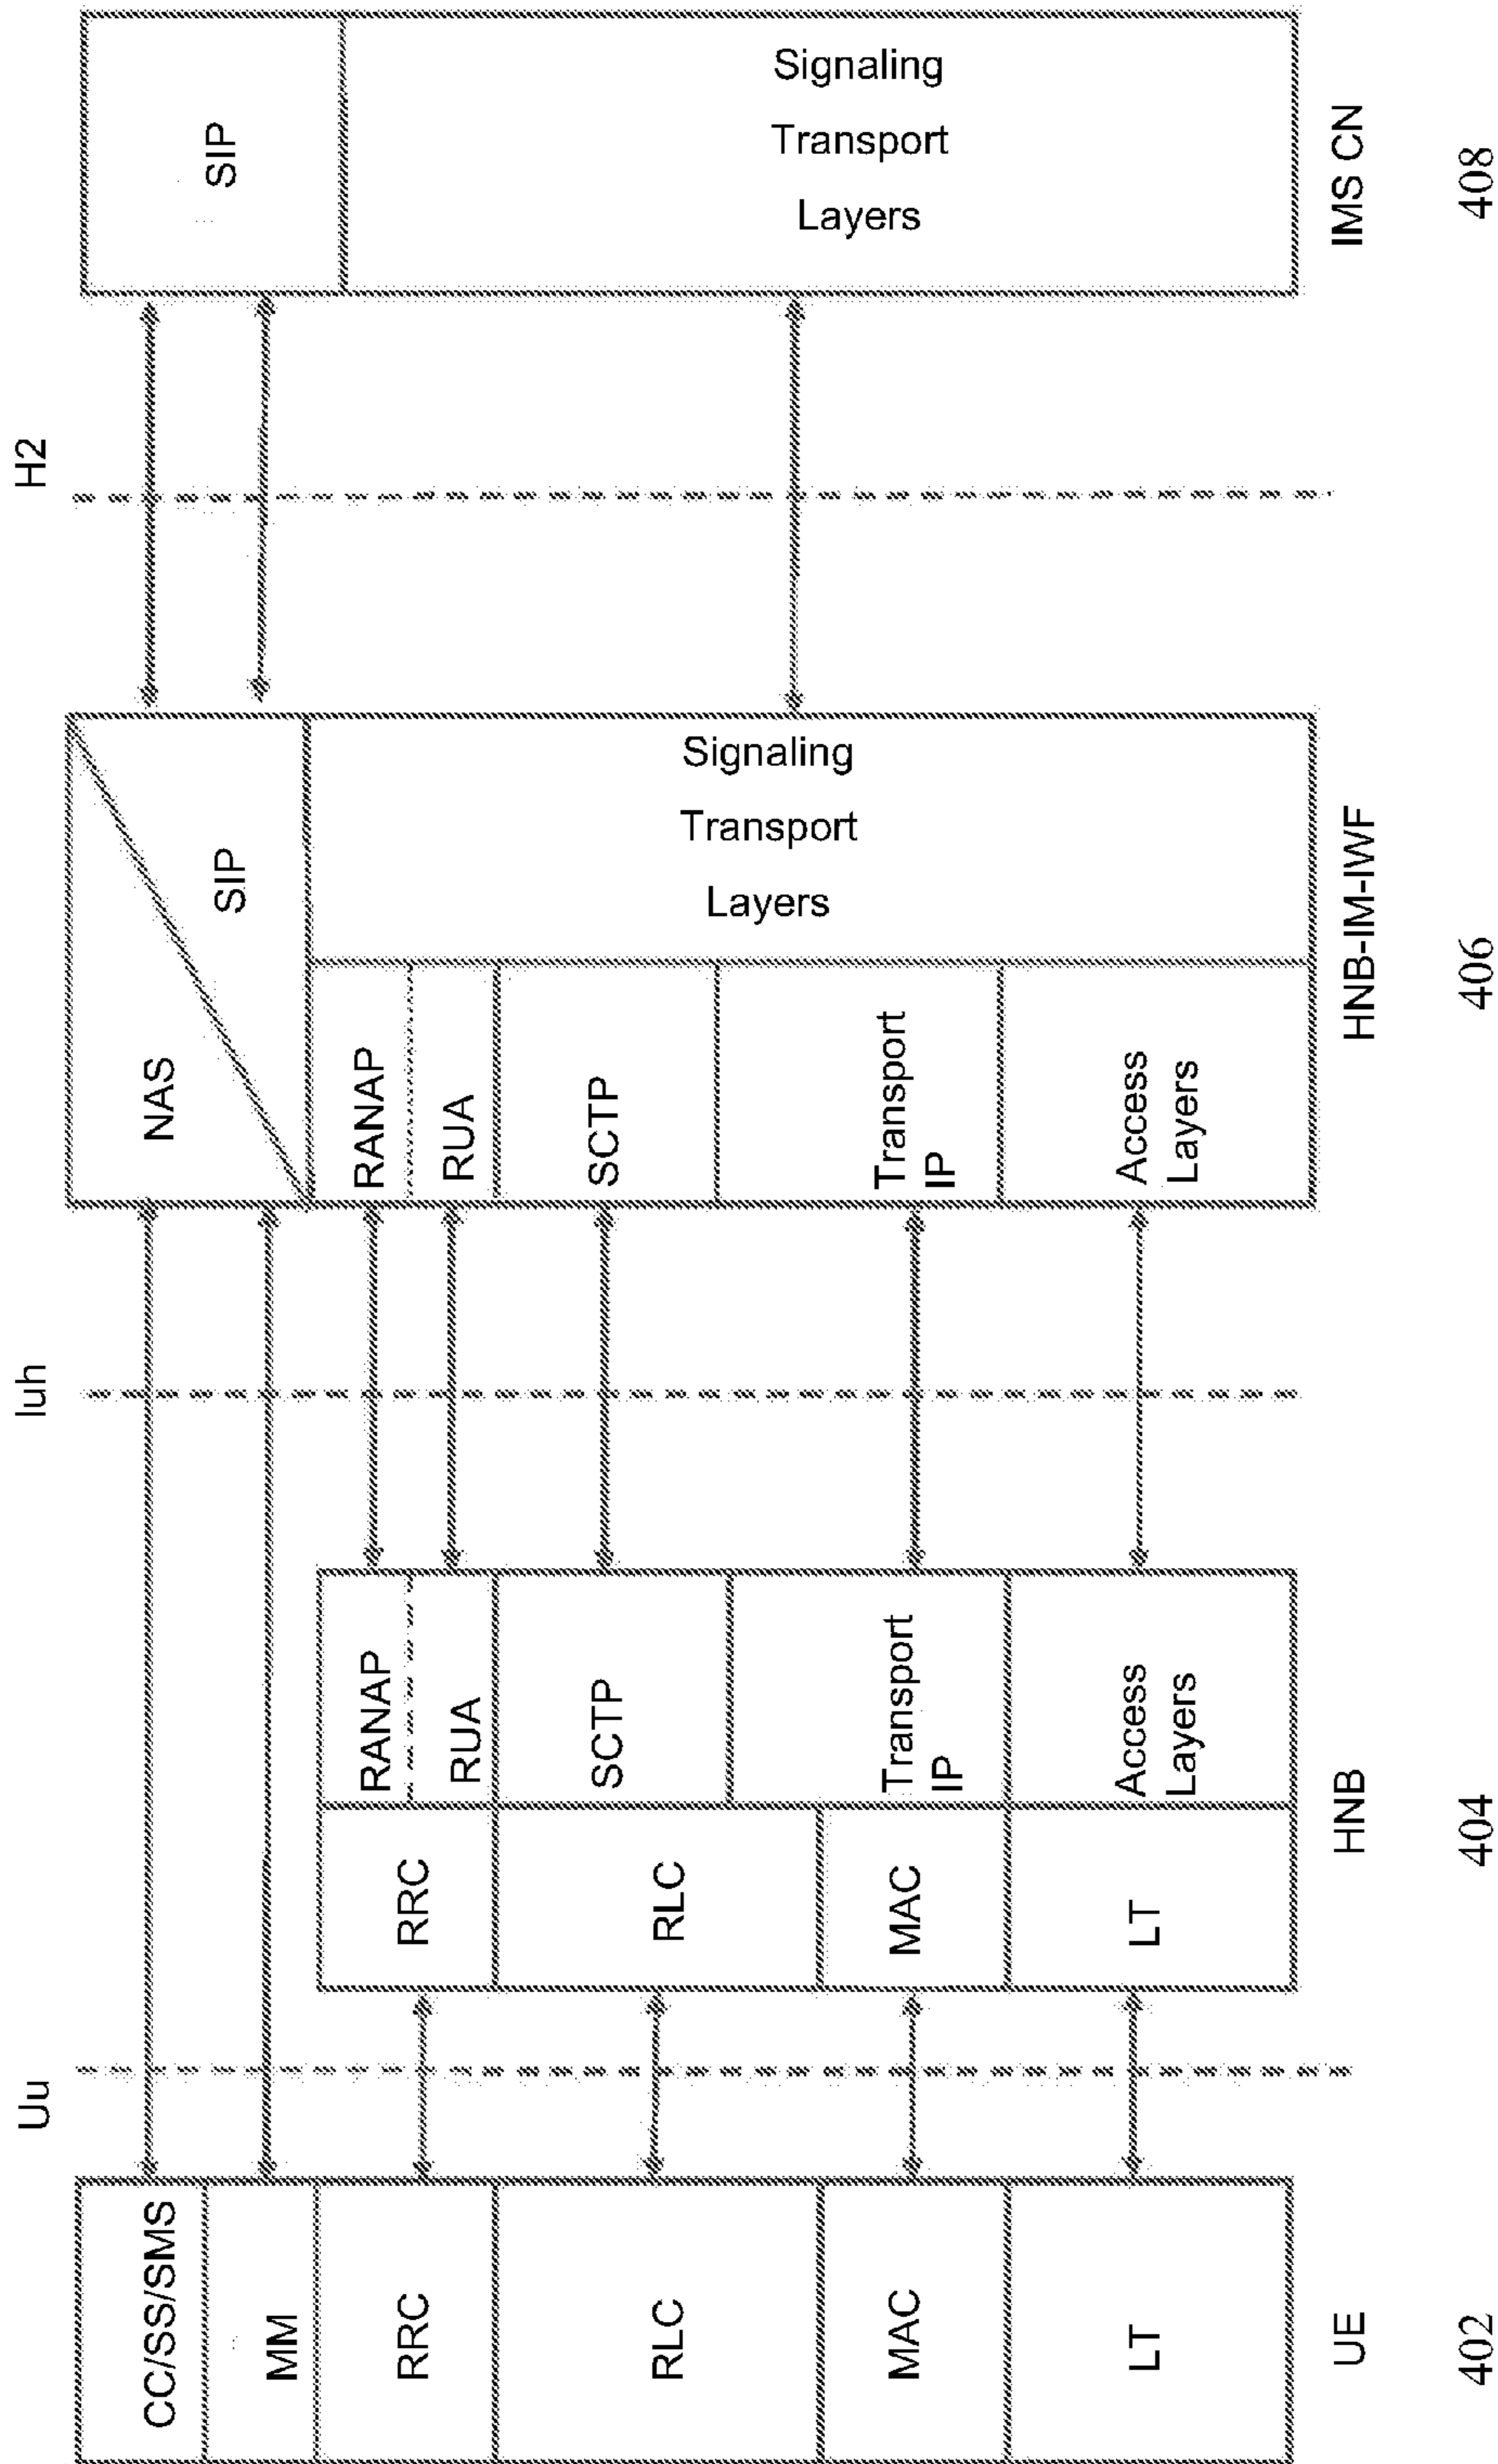 Uu
Iuh
H2
CC/SS/SMS
MM
RRC
RLC
MAC
LT
UE
402
RRC
RLC
MAC
LT
RANAP
RUA
SCTP
Transport
IP
Access
Layers
HNB
404
NAS
SIP
RANAP
RUA
SCTP
Transport
IP
Access
Layers
Signaling
Transport
Layers
HNB-IM-IWF
406
SIP
Signaling
Transport
Layers
IMS CN
408